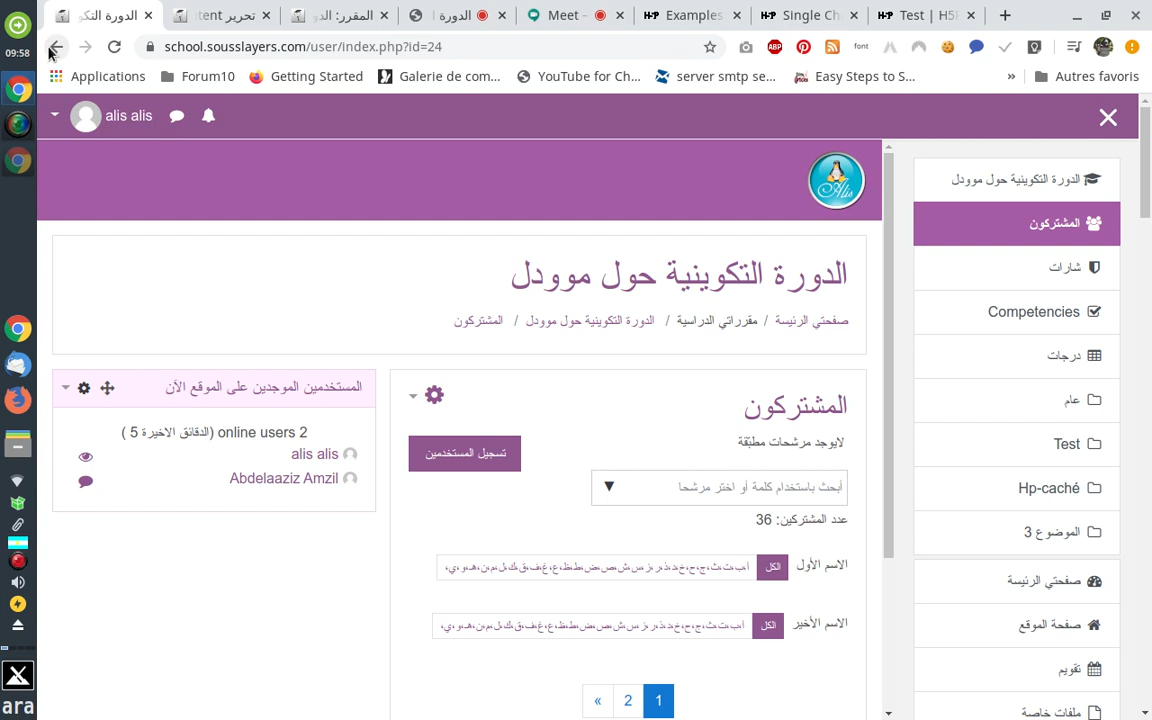 الدورة التكوي
تحرير tent
المقرر: الدو
الدورة ا
Meet –
H-P Examples
H-P Single Ch
H-P Test | H5F
09:58
school.sousslayers.com/user/index.php?id=24
ABP
font
Applications
Forum10
Getting Started
Galerie de com...
YouTube for Ch...
server smtp se...
Easy Steps to S...
»
Autres favoris
alis alis
Alis
الدورة التكوينية حول موودل
المشتركون
شارات
Competencies
درجات
عام
Test
Hp-caché
الموضوع 3
صفحتي الرئيسة
صفحة الموقع
تقويم
ملفات خاصة
الدورة التكوينية حول موودل
صفحتي الرئيسة / مقرراتي الدراسية / الدورة التكوينية حول موودل / المشتركون
المشتركون
لايوجد مرشحات مطبّقة
تسجيل المستخدمين
أبحث باستخدام كلمة أو اختر مرشحا ▼
عدد المشتركين: 36
الاسم الأول
الكل
الاسم الأخير
الكل
1 2 »
المستخدمين الموجدين على الموقع الآن
2 online users (الدقائق الاخيرة 5 )
alis alis
Abdelaaziz Amzil
ara